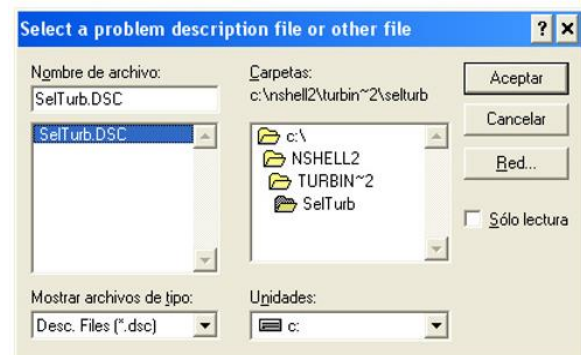 Select a problem description file or other file
Nombre de archivo:
SelTurb.DSC
SelTurb.DSC
Mostrar archivos de tipo:
Desc. Files (*.dsc)
Carpetas:
c:\nshell2\turbin~2\selturb
c:\
NSHELL2
TURBIN~2
SelTurb
Unidades:
c:
Aceptar
Cancelar
Red...
Sólo lectura